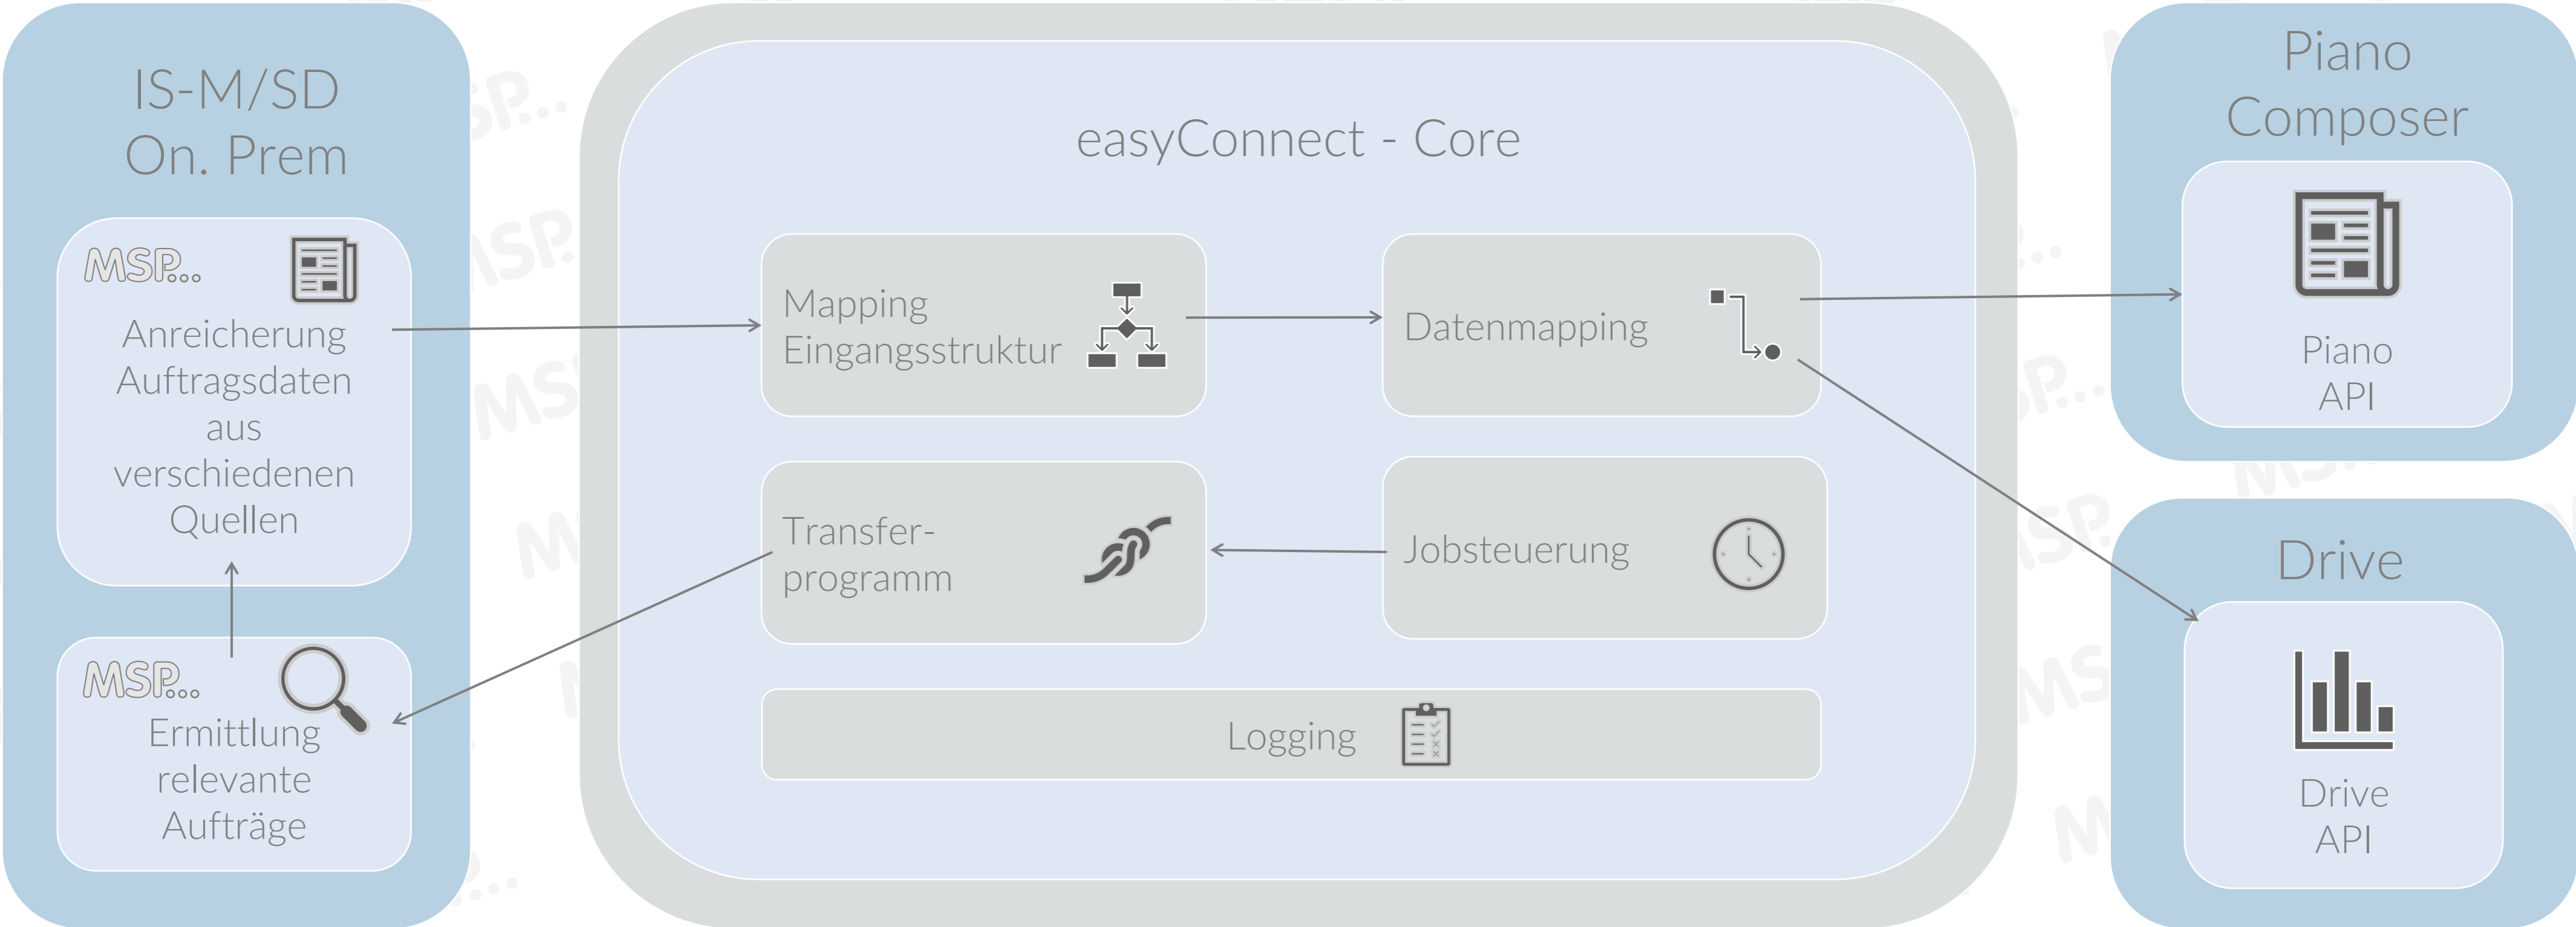 IS-M/SD
On. Prem
MSP...
Anreicherung
Auftragsdaten
aus
verschiedenen
Quellen
MSP...
Ermittlung
relevante
Aufträge
easyConnect - Core
Mapping
Eingangsstruktur
Datenmapping
Transfer-
programm
Jobsteuerung
Logging
Piano
Composer
Piano
API
Drive
Drive
API